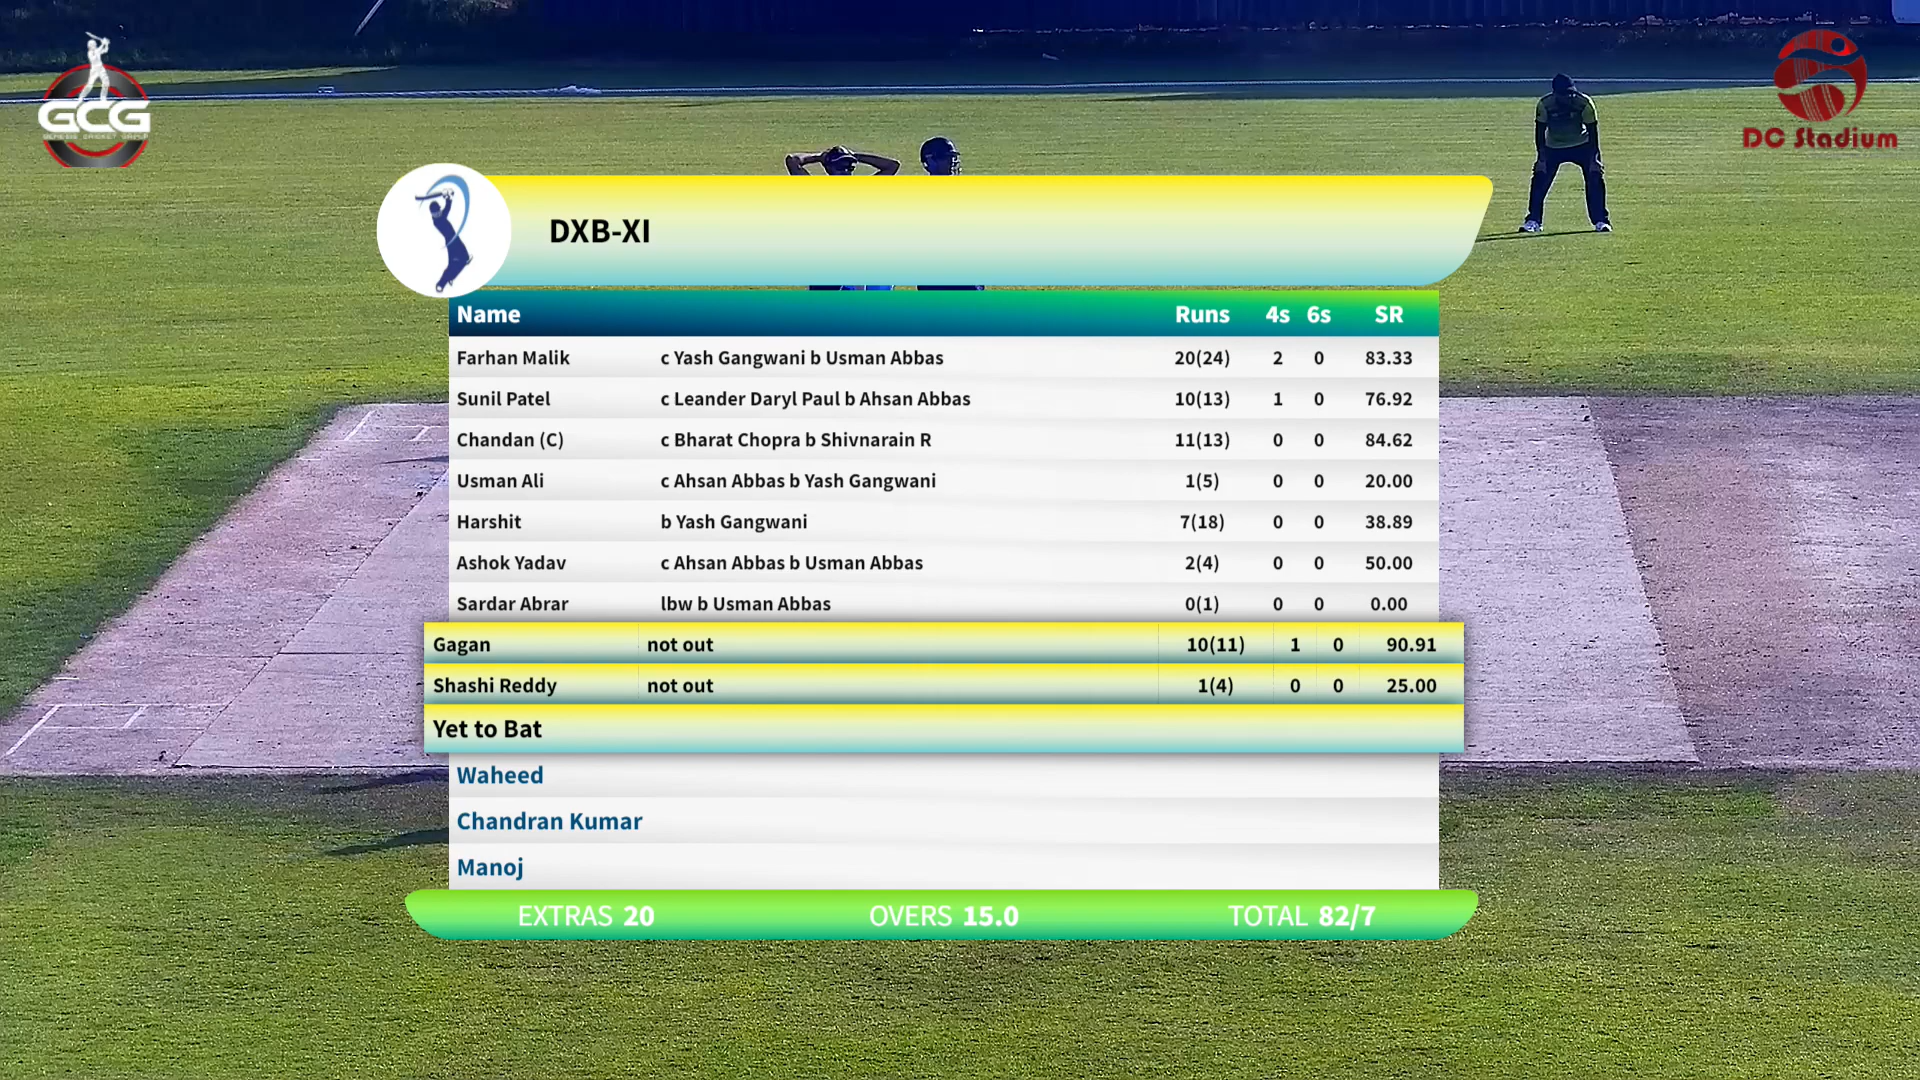 GCG
DC Stadium
DXB-XI
Name Runs 4s 6s SR
Farhan Malik c Yash Gangwani b Usman Abbas 20(24) 2 0 83.33
Sunil Patel c Leander Daryl Paul b Ahsan Abbas 10(13) 1 0 76.92
Chandan (C) c Bharat Chopra b Shivnarain R 11(13) 0 0 84.62
Usman Ali c Ahsan Abbas b Yash Gangwani 1(5) 0 0 20.00
Harshit b Yash Gangwani 7(18) 0 0 38.89
Ashok Yadav c Ahsan Abbas b Usman Abbas 2(4) 0 0 50.00
Sardar Abrar lbw b Usman Abbas 0(1) 0 0 0.00
Gagan not out 10(11) 1 0 90.91
Shashi Reddy not out 1(4) 0 0 25.00
Yet to Bat
Waheed
Chandran Kumar
Manoj
EXTRAS 20 OVERS 15.0 TOTAL 82/7